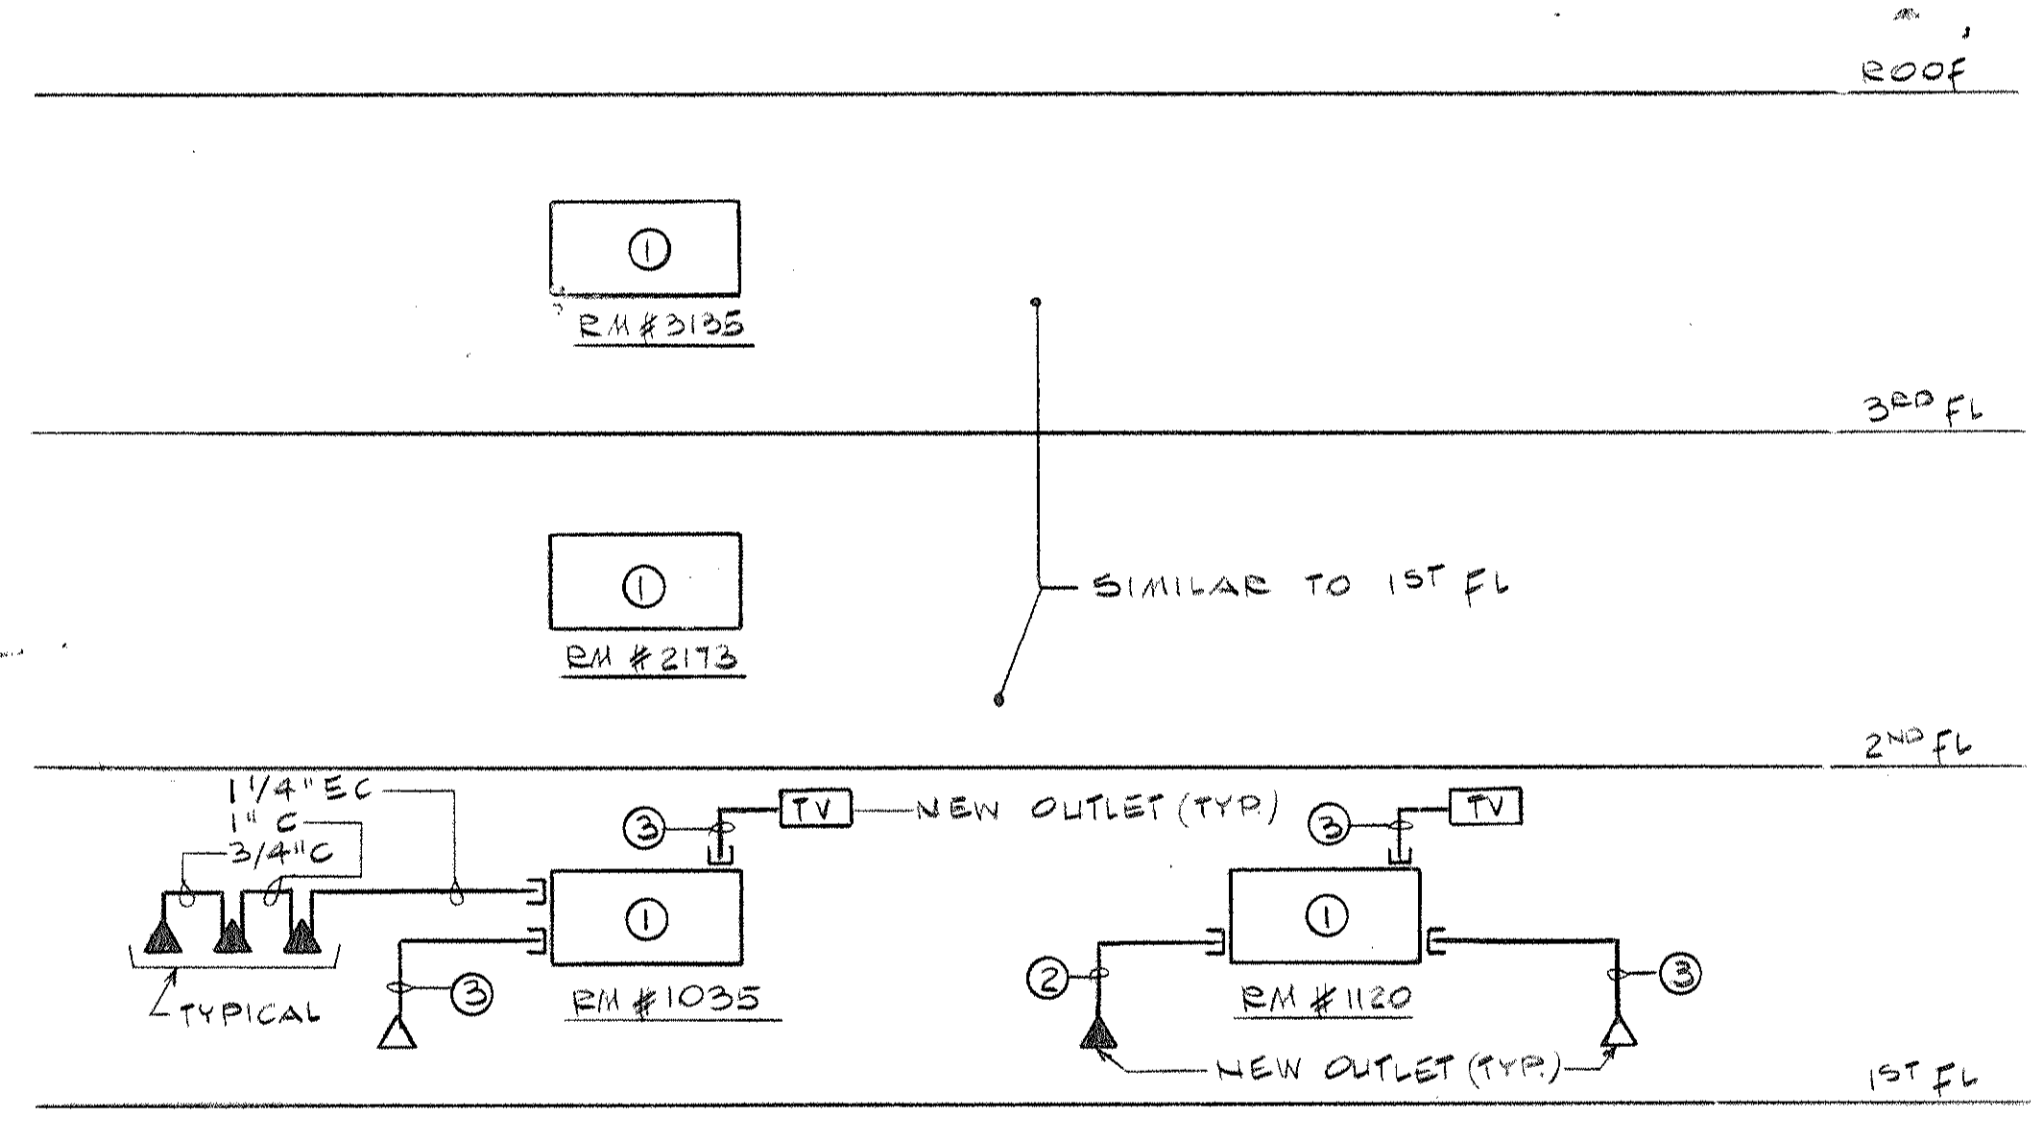 ROOF
1
RM #3135
3RD FL
1
SIMILAR TO 1ST FL
RM #2173
2ND FL
1 1/4" EC
1" C
3/4" C
3
TV
NEW OUTLET (TYP.)
3
TV
1
1
2
3
3
RM #1035
RM #1120
TYPICAL
NEW OUTLET (TYP.)
1ST FL